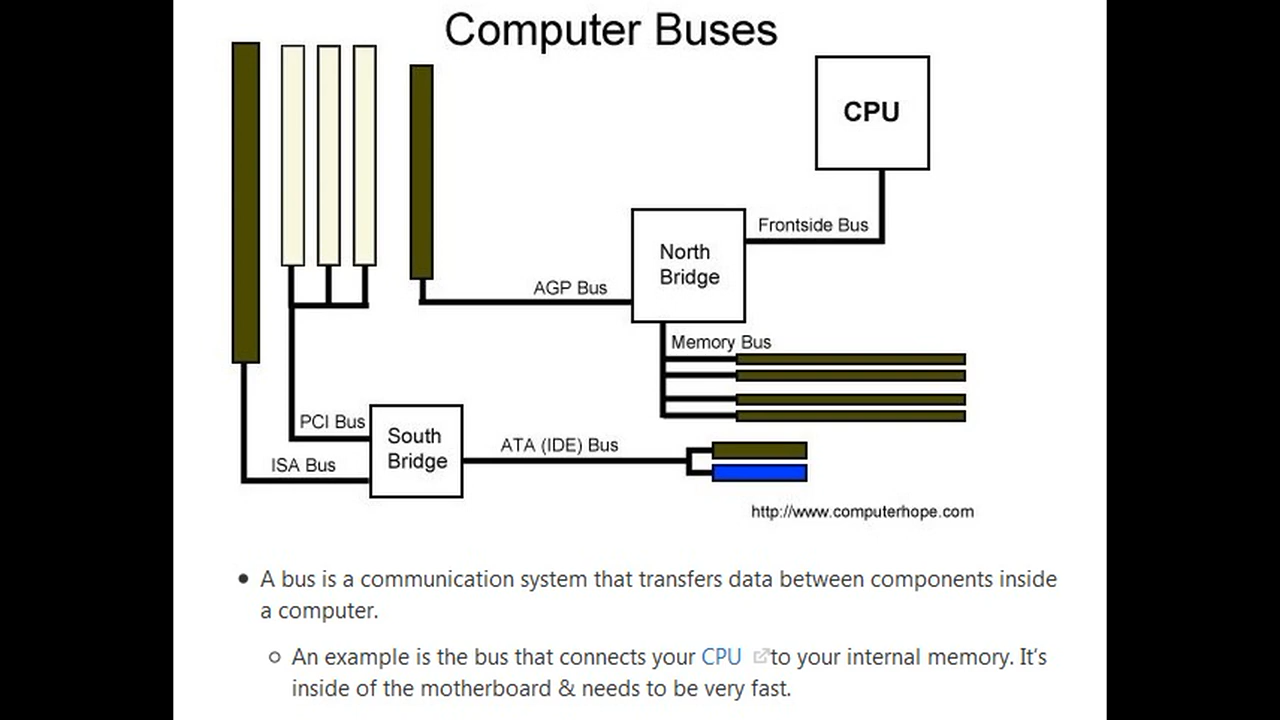 Computer Buses
CPU
Frontside Bus
North
Bridge
AGP Bus
Memory Bus
PCI Bus
South
Bridge
ATA (IDE) Bus
ISA Bus
http://www.computerhope.com
A bus is a communication system that transfers data between components inside
a computer.
An example is the bus that connects your CPU to your internal memory. It’s
inside of the motherboard & needs to be very fast.